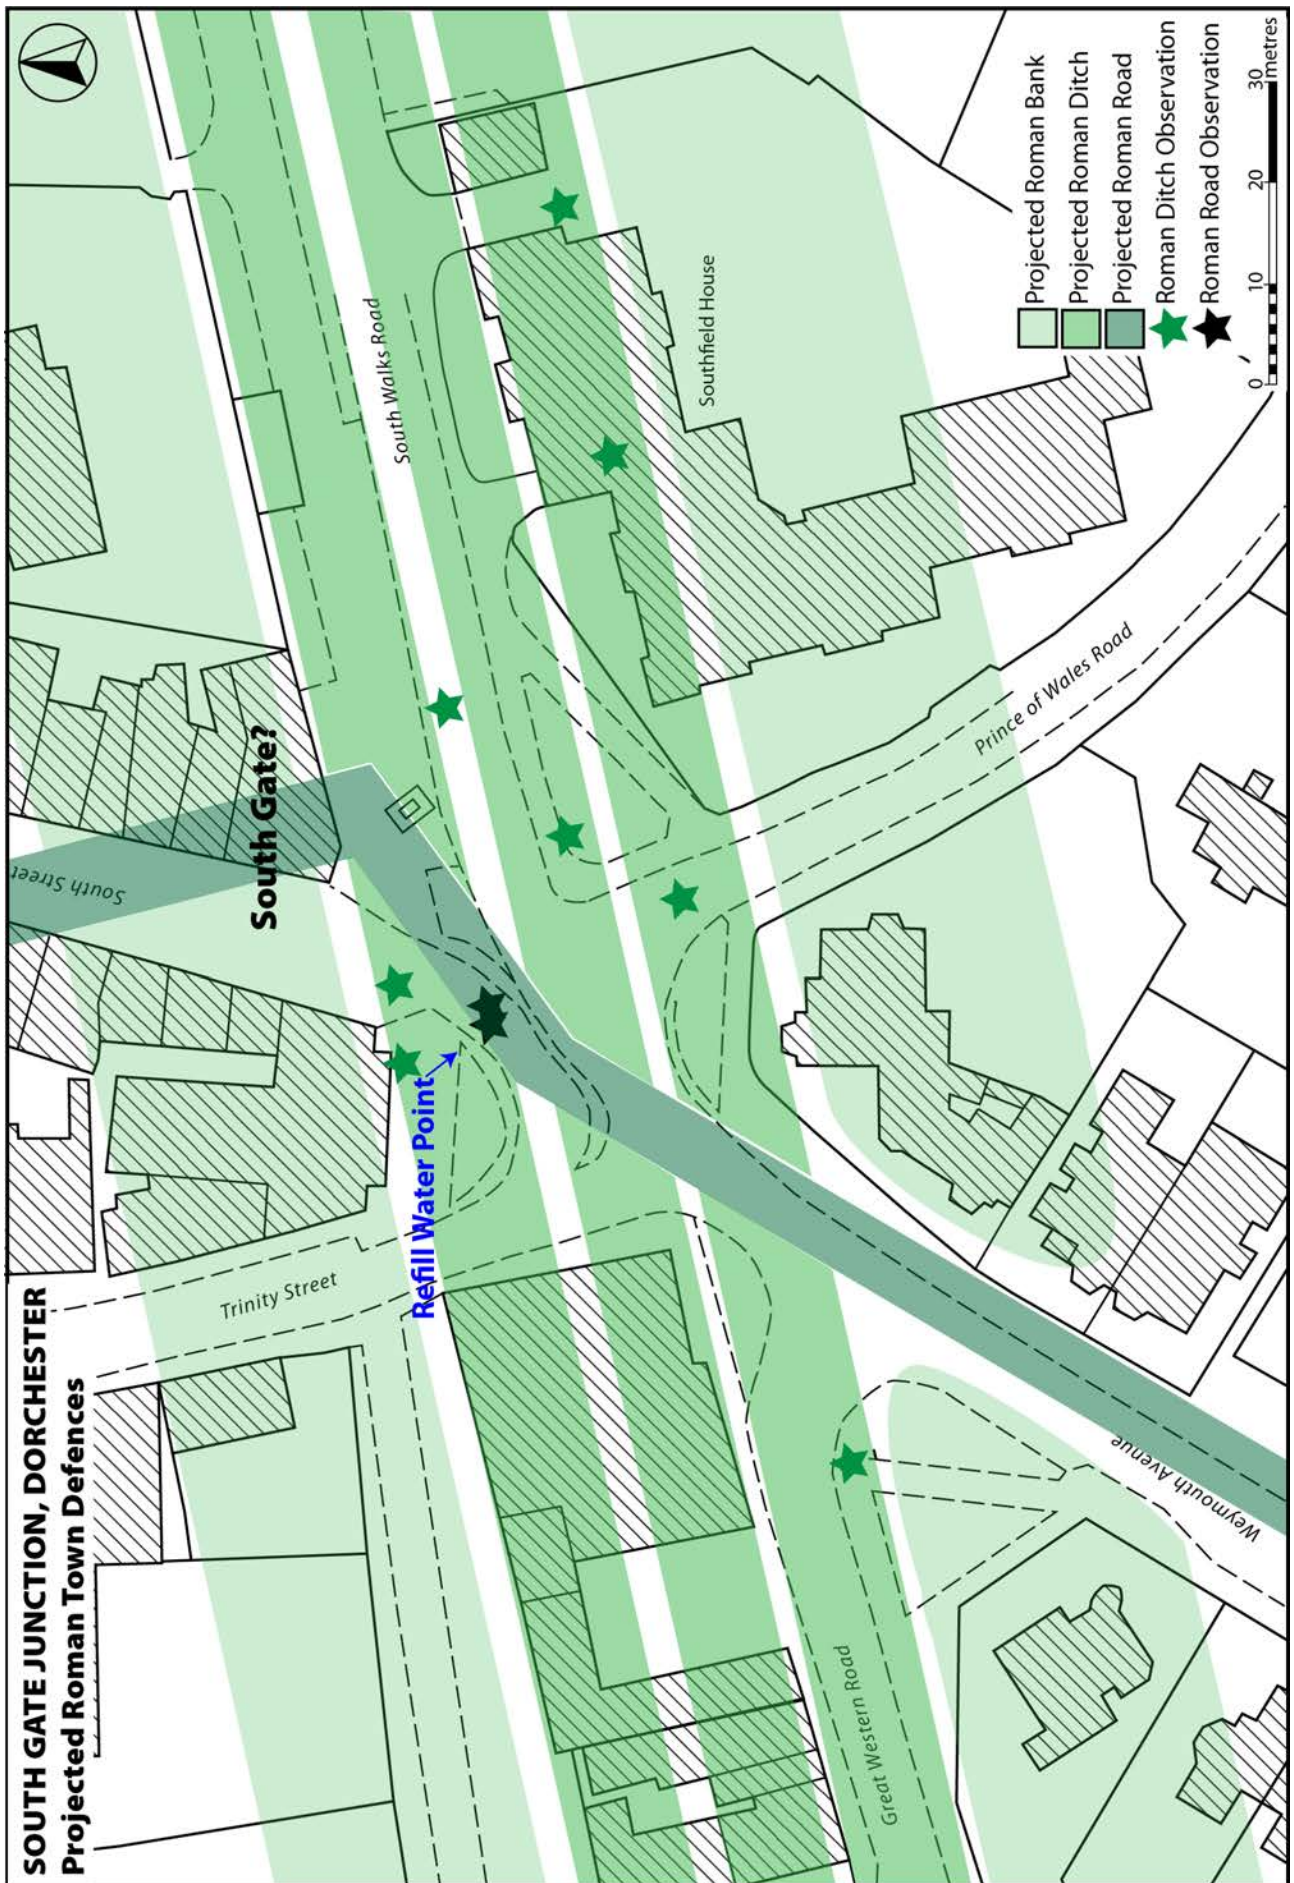 SOUTH GATE JUNCTION, DORCHESTER
Projected Roman Town Defences
Trinity Street
South Street
South Gate?
Refill Water Point
South Walks Road
Southfield House
Great Western Road
Weymouth Avenue
Prince of Wales Road
Projected Roman Bank
Projected Roman Ditch
Projected Roman Road
Roman Ditch Observation
Roman Road Observation
0 10 20 30
metres